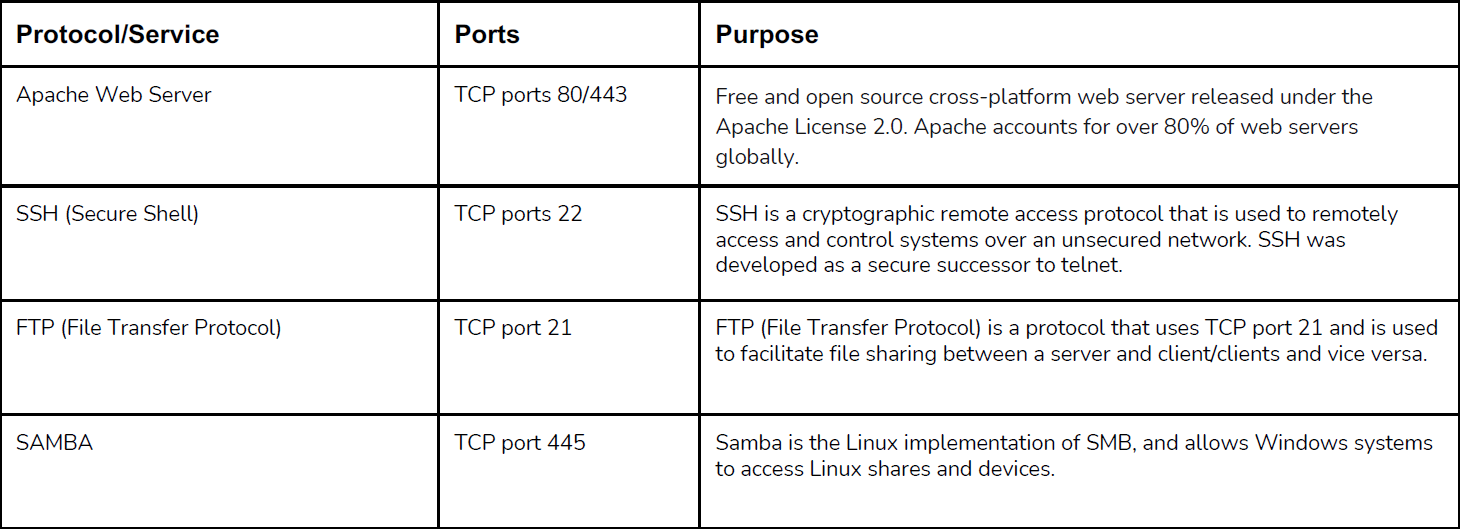 Protocol/Service Ports Purpose
Apache Web Server TCP ports 80/443 Free and open source cross-platform web server released under the
Apache License 2.0. Apache accounts for over 80% of web servers
globally.
SSH (Secure Shell) TCP ports 22 SSH is a cryptographic remote access protocol that is used to remotely
access and control systems over an unsecured network. SSH was
developed as a secure successor to telnet.
FTP (File Transfer Protocol) TCP port 21 FTP (File Transfer Protocol) is a protocol that uses TCP port 21 and is used
to facilitate file sharing between a server and client/clients and vice versa.
SAMBA TCP port 445 Samba is the Linux implementation of SMB, and allows Windows systems
to access Linux shares and devices.